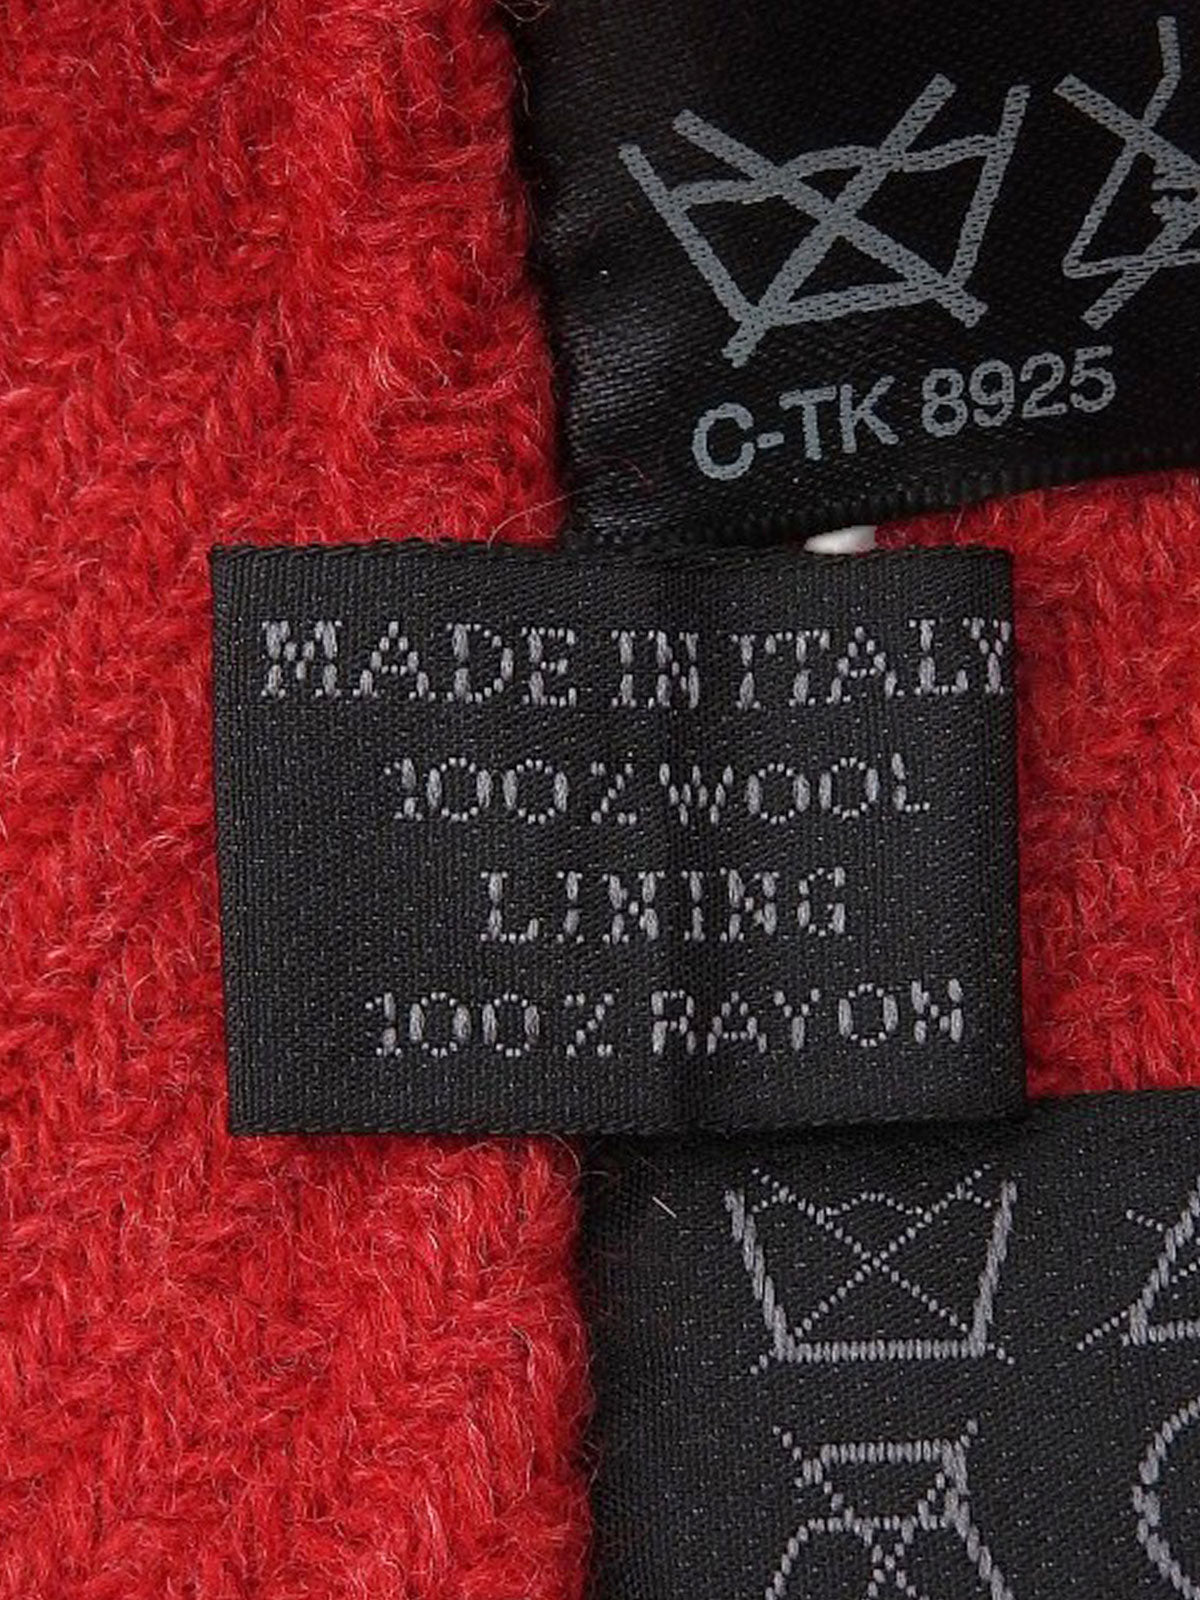 C-TK 8925
MADE IN ITALY
100% WOOL
LINING
100% RAYON